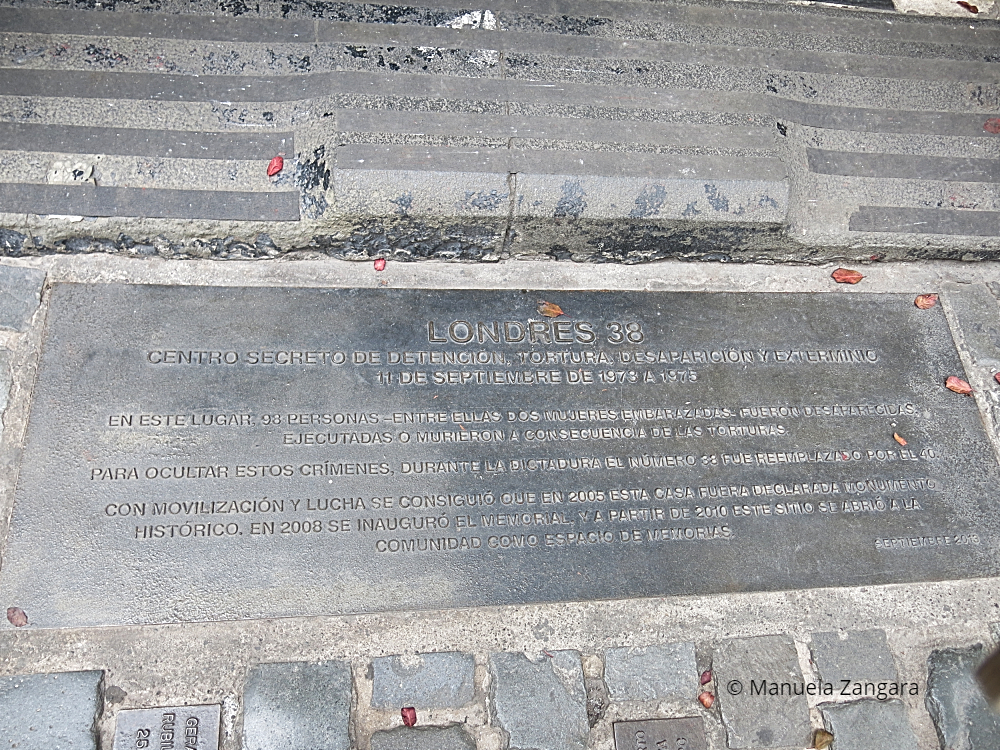 LONDRES 38
CENTRO SECRETO DE DETENCIÓN, TORTURA, DESAPARICIÓN Y EXTERMINIO
11 DE SEPTIEMBRE DE 1973 A 1975
EN ESTE LUGAR, 98 PERSONAS -ENTRE ELLAS DOS MUJERES EMBARAZADAS- FUERON DESAPARECIDAS,
EJECUTADAS O MURIERON A CONSECUENCIA DE LAS TORTURAS.
PARA OCULTAR ESTOS CRÍMENES, DURANTE LA DICTADURA EL NÚMERO 38 FUE REEMPLAZADO POR EL 40.
CON MOVILIZACIÓN Y LUCHA SE CONSIGUIÓ QUE EN 2005 ESTA CASA FUERA DECLARADA MONUMENTO
HISTÓRICO. EN 2008 SE INAUGURÓ EL MEMORIAL, Y A PARTIR DE 2010 ESTE SITIO SE ABRIÓ A LA
COMUNIDAD COMO ESPACIO DE MEMORIAS.
SEPTIEMBRE 2013
© Manuela Zangara